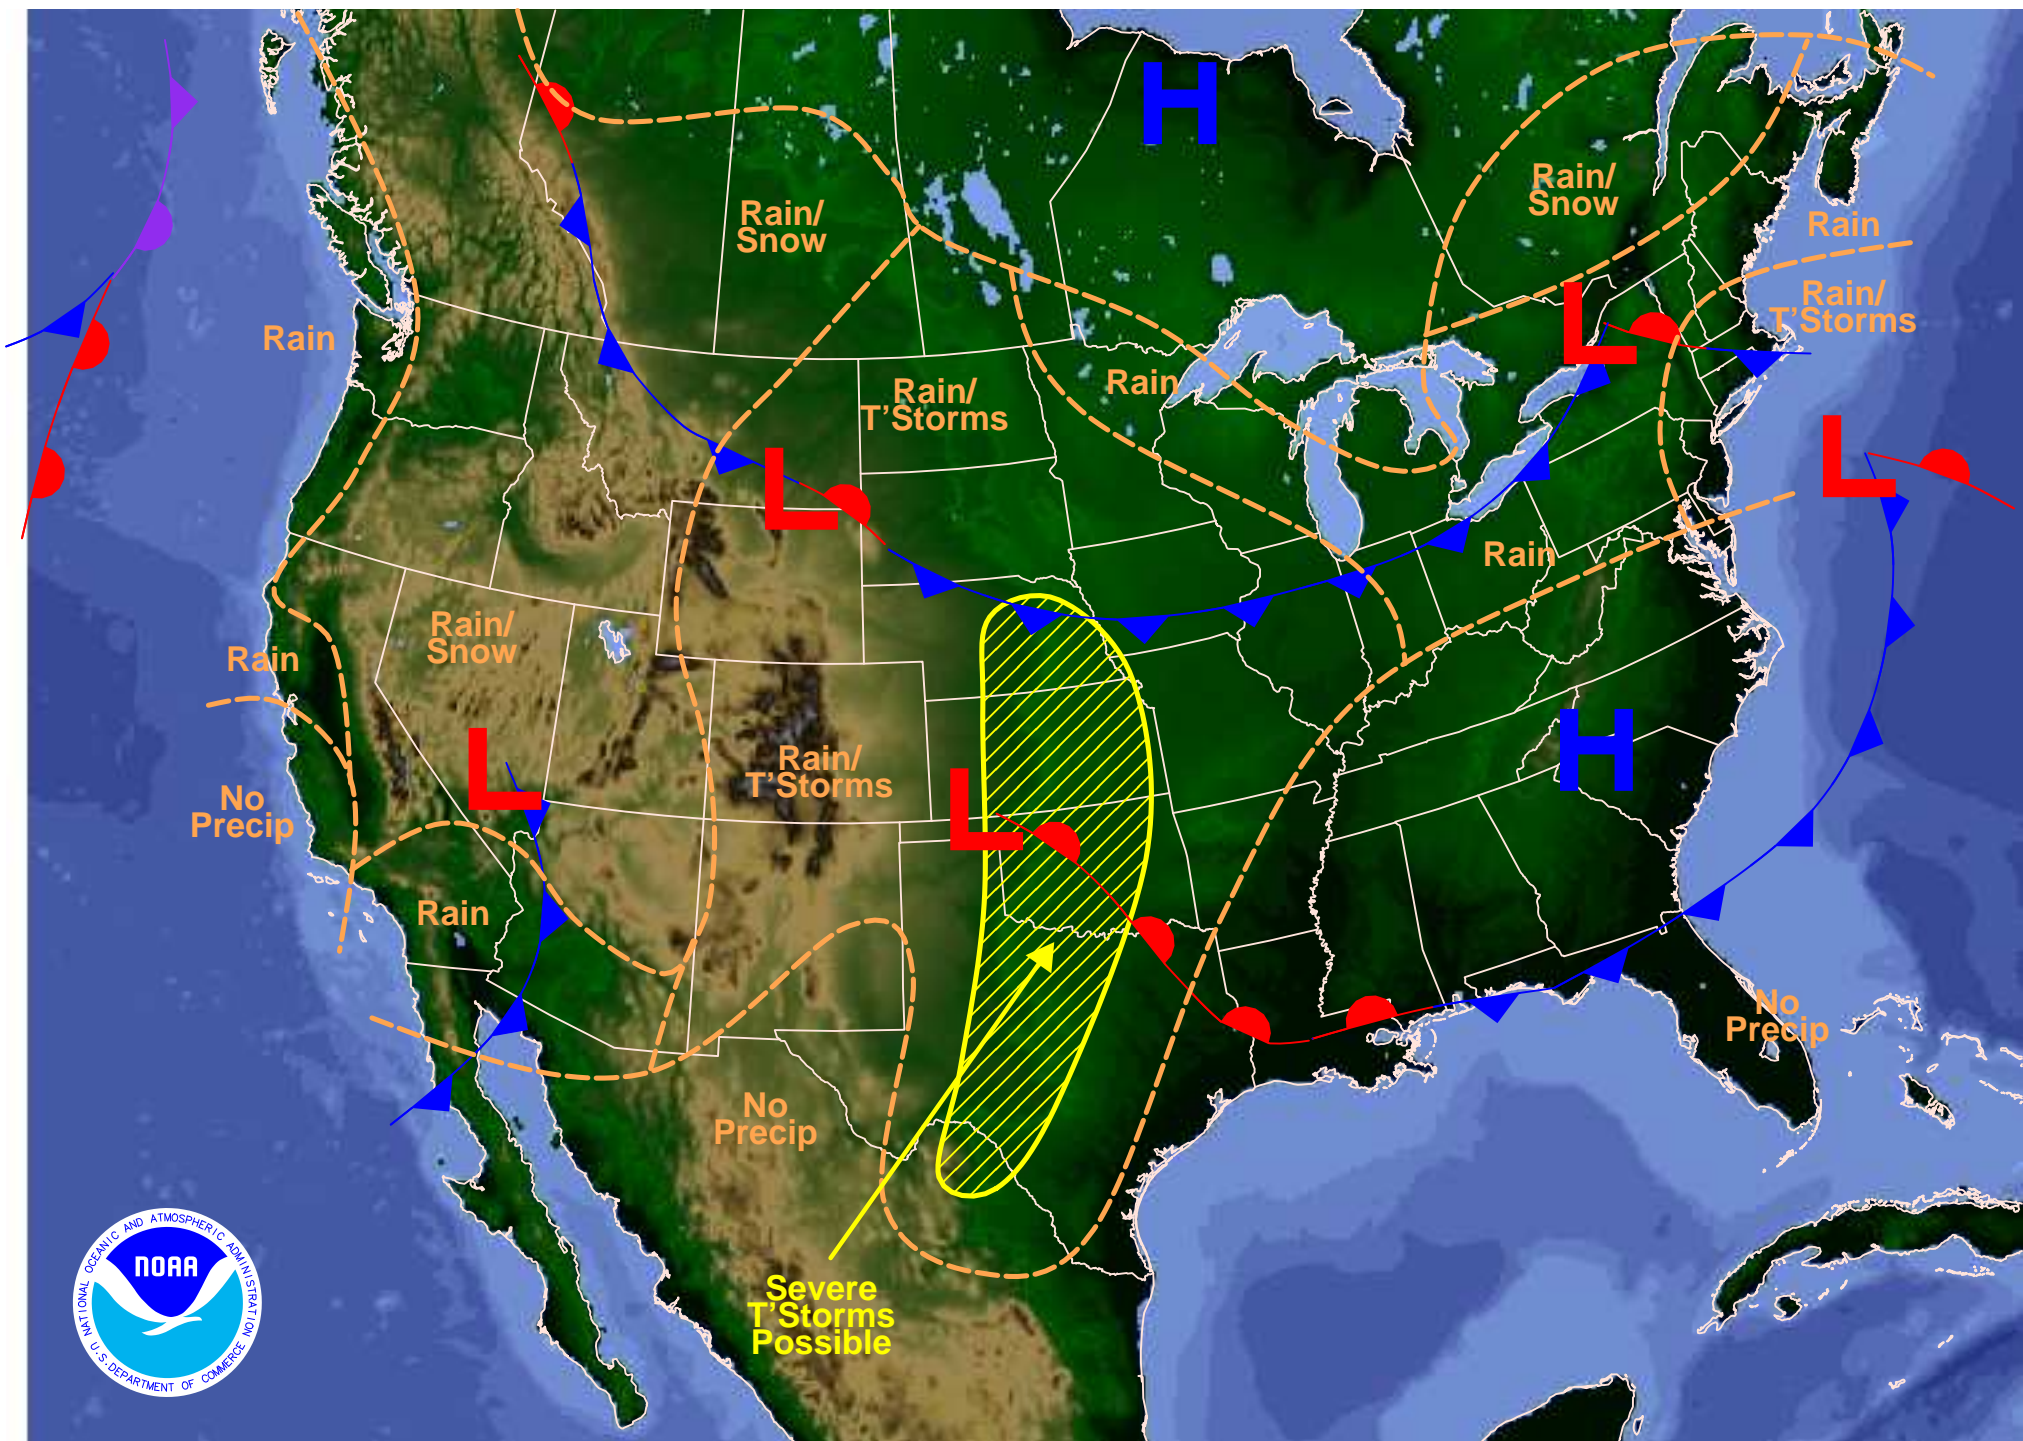 H
Rain/
Snow
Rain/
Snow
Rain
Rain/
T'Storms
L
Rain
Rain/
T'Storms
Rain
L
L
Rain
H
Rain/
Snow
Rain
L
Rain/
T'Storms
L
No
Precip
Rain
No
Precip
No
Precip
Severe
T'Storms
Possible
NATIONAL OCEANIC AND ATMOSPHERIC ADMINISTRATION
NOAA
U.S. DEPARTMENT OF COMMERCE